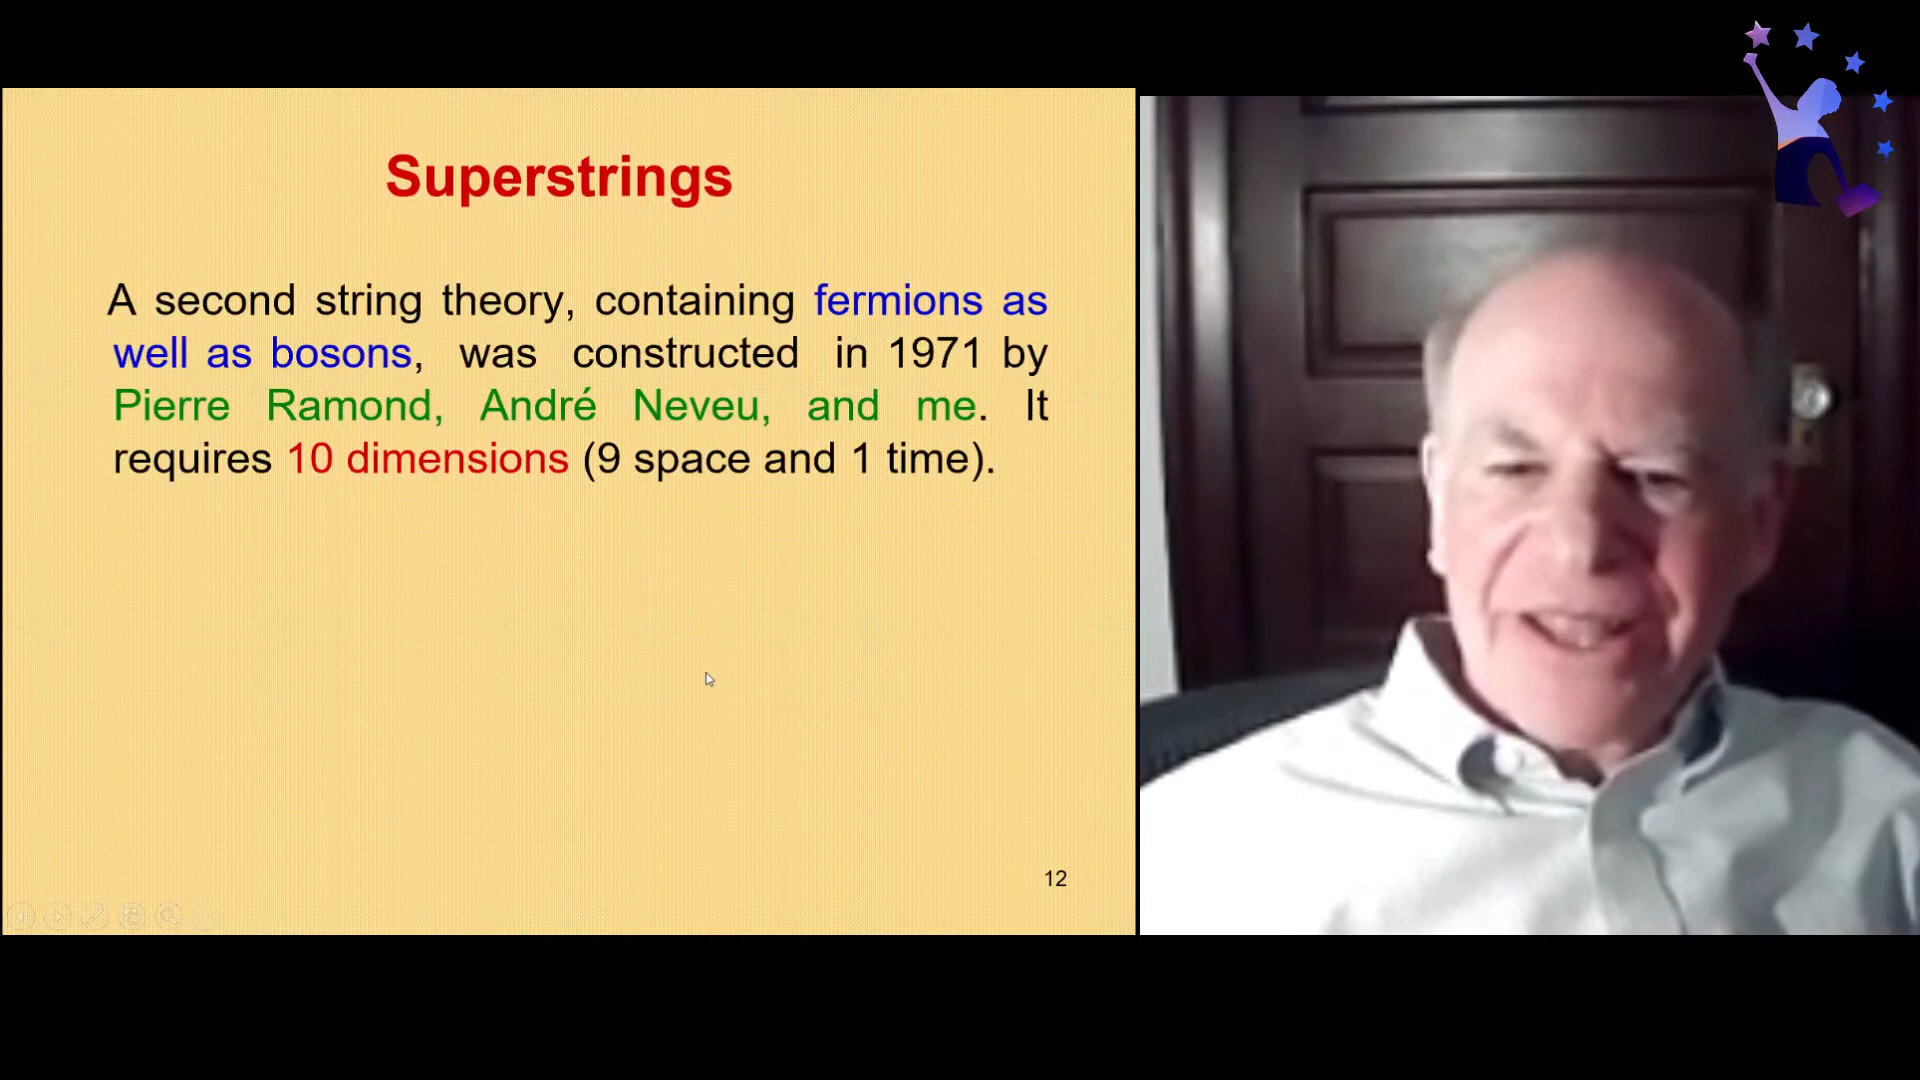 Superstrings
A second string theory, containing fermions as
well as bosons, was constructed in 1971 by
Pierre Ramond, André Neveu, and me. It
requires 10 dimensions (9 space and 1 time).
12